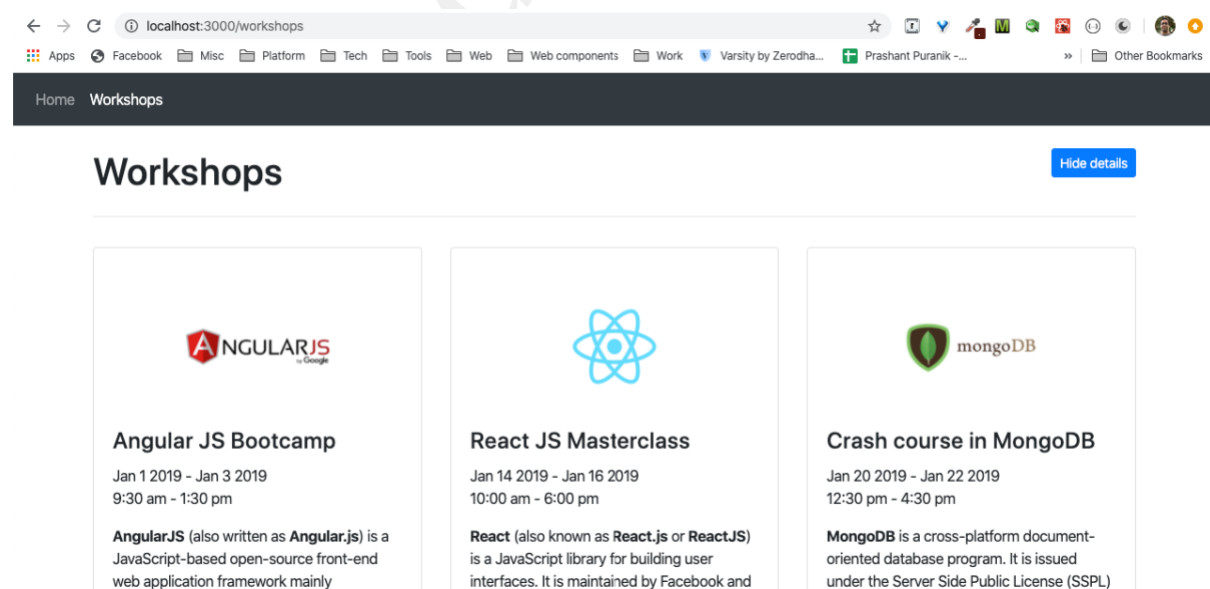 localhost:3000/workshops
Apps Facebook Misc Platform Tech Tools Web Web components Work Varsity by Zerodha... Prashant Puranik -... » Other Bookmarks
Home Workshops
Workshops
Hide details
ANGULARJS
by Google
mongoDB
Angular JS Bootcamp
Jan 1 2019 - Jan 3 2019
9:30 am - 1:30 pm
AngularJS (also written as Angular.js) is a
JavaScript-based open-source front-end
web application framework mainly
React JS Masterclass
Jan 14 2019 - Jan 16 2019
10:00 am - 6:00 pm
React (also known as React.js or ReactJS)
is a JavaScript library for building user
interfaces. It is maintained by Facebook and
Crash course in MongoDB
Jan 20 2019 - Jan 22 2019
12:30 pm - 4:30 pm
MongoDB is a cross-platform document-
oriented database program. It is issued
under the Server Side Public License (SSPL)